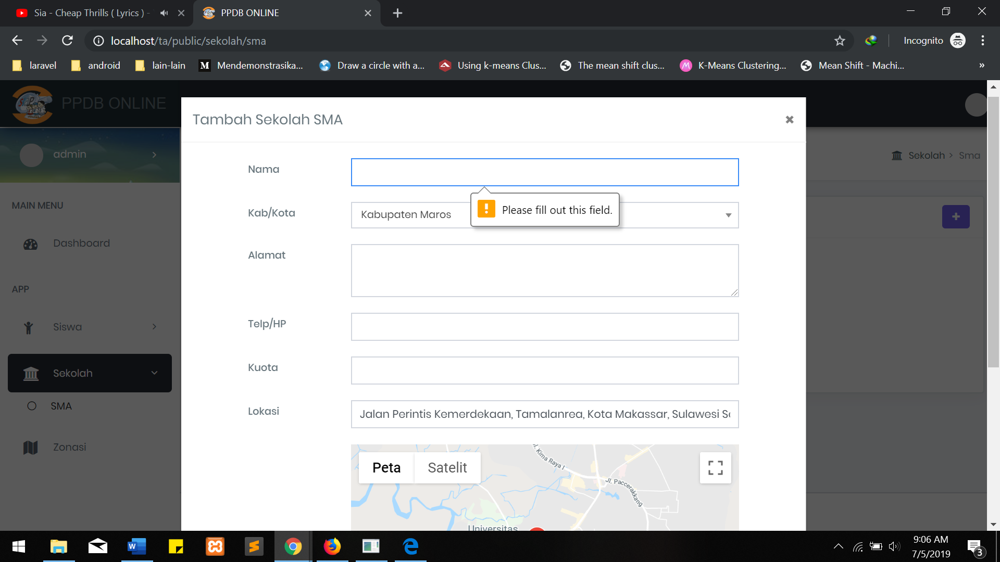 Sia - Cheap Thrills ( Lyrics ) -
PPDB ONLINE
localhost/ta/public/sekolah/sma
Incognito
laravel
android
lain-lain
M
Mendemonstrasika...
Draw a circle with a...
Using k-means Clus...
The mean shift clus...
K-Means Clustering...
Mean Shift - Machi...
»
PPDB ONLINE
Tambah Sekolah SMA
admin
Sekolah > Sma
MAIN MENU
Dashboard
APP
Siswa
Sekolah
SMA
Zonasi
Nama
Please fill out this field.
Kab/Kota
Kabupaten Maros
Alamat
Telp/HP
Kuota
Lokasi
Jalan Perintis Kemerdekaan, Tamalanrea, Kota Makassar, Sulawesi
Peta
Satelit
Jl. Kima Raya I
Jl. Paccerakkang
Universitas
9:06 AM
7/5/2019
3